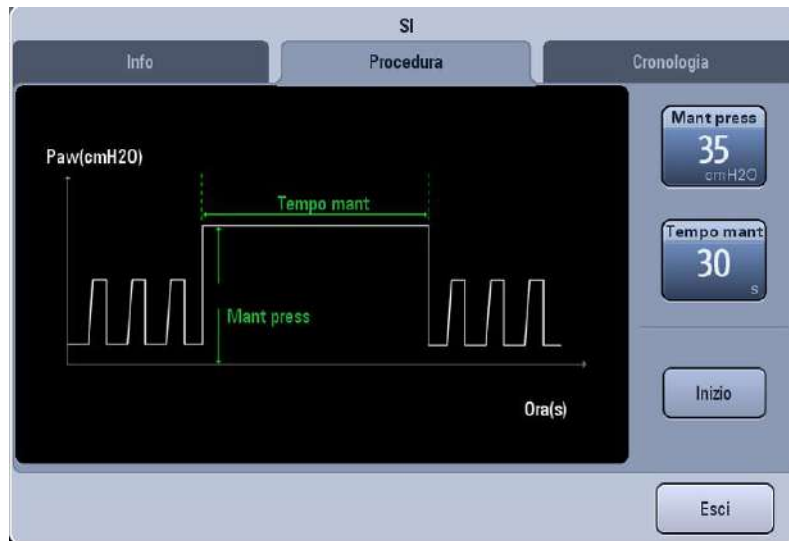 SI
Info
Procedura
Cronologia
Paw(cmH2O)
Tempo mant
Mant press
Ora(s)
Mant press
35
cmH2O
Tempo mant
30
s
Inizio
Esci